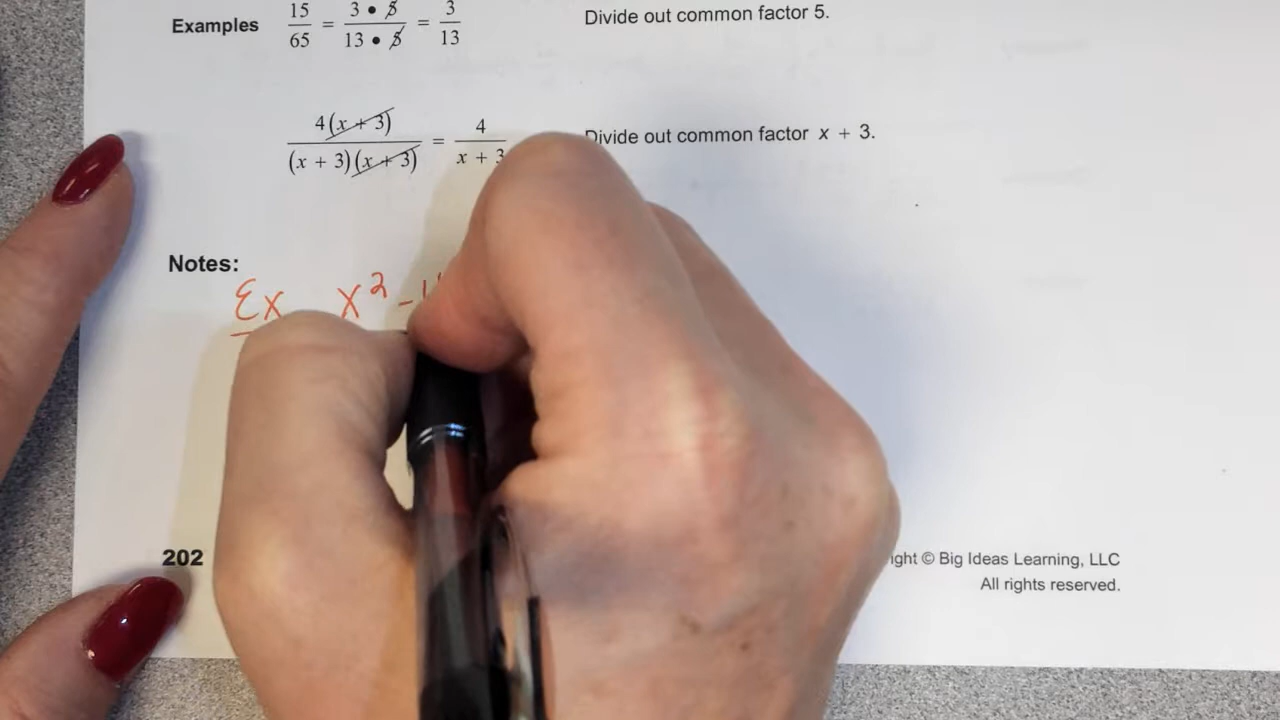 Examples 15/65 = 3 • 5/13 • 5 = 3/13 Divide out common factor 5.
4(x + 3)/(x + 3)(x + 3) = 4/x + 3 Divide out common factor x + 3.
Notes:
Ex x² -
202 ight © Big Ideas Learning, LLC
All rights reserved.